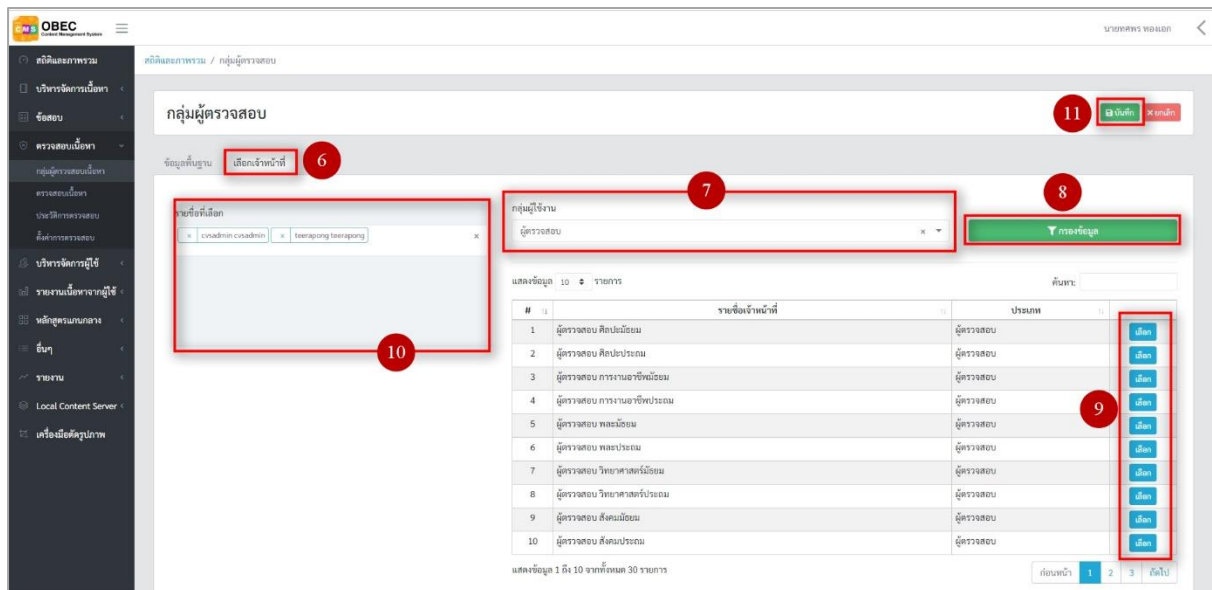 CMS OBEC
Content Management System
นายทศพร ทองเอก
สถิติและภาพรวม
บริหารจัดการเนื้อหา
ข้อสอบ
ตรวจสอบเนื้อหา
กลุ่มผู้ตรวจสอบเนื้อหา
ตรวจสอบเนื้อหา
ประวัติการตรวจสอบ
ตั้งค่าการตรวจสอบ
บริหารจัดการผู้ใช้
รายงานเนื้อหาจากผู้ใช้
หลักสูตรแกนกลาง
อื่นๆ
รายงาน
Local Content Server
เครื่องมือตัดรูปภาพ
สถิติและภาพรวม / กลุ่มผู้ตรวจสอบ
กลุ่มผู้ตรวจสอบ
11
บันทึก × ยกเลิก
ข้อมูลพื้นฐาน เลือกเจ้าหน้าที่ 6
รายชื่อที่เลือก
× cvsadmin cvsadmin × teerapong teerapong ×
10
7
กลุ่มผู้ใช้งาน
ผู้ตรวจสอบ ×
8
กรองข้อมูล
แสดงข้อมูล 10 รายการ ค้นหา:
# รายชื่อเจ้าหน้าที่ ประเภท
1 ผู้ตรวจสอบ ศิลปะมัธยม ผู้ตรวจสอบ เลือก
2 ผู้ตรวจสอบ ศิลปะประถม ผู้ตรวจสอบ เลือก
3 ผู้ตรวจสอบ การงานอาชีพมัธยม ผู้ตรวจสอบ เลือก
4 ผู้ตรวจสอบ การงานอาชีพประถม ผู้ตรวจสอบ เลือก
9
5 ผู้ตรวจสอบ พละมัธยม ผู้ตรวจสอบ เลือก
6 ผู้ตรวจสอบ พละประถม ผู้ตรวจสอบ เลือก
7 ผู้ตรวจสอบ วิทยาศาสตร์มัธยม ผู้ตรวจสอบ เลือก
8 ผู้ตรวจสอบ วิทยาศาสตร์ประถม ผู้ตรวจสอบ เลือก
9 ผู้ตรวจสอบ สังคมมัธยม ผู้ตรวจสอบ เลือก
10 ผู้ตรวจสอบ สังคมประถม ผู้ตรวจสอบ เลือก
แสดงข้อมูล 1 ถึง 10 จากทั้งหมด 30 รายการ
ก่อนหน้า 1 2 3 ถัดไป